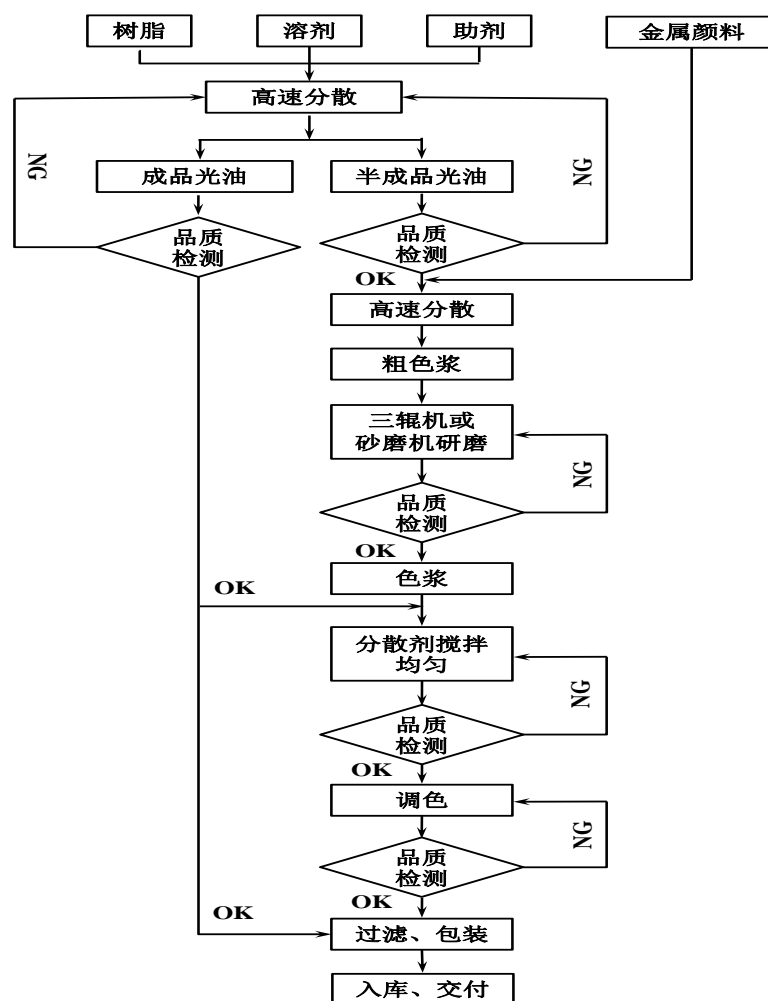 树脂
溶剂
助剂
金属颜料
高速分散
NG
成品光油
半成品光油
NG
品质
检测
品质
检测
OK
高速分散
粗色浆
三辊机或
砂磨机研磨
NG
品质
检测
OK
色浆
OK
分散剂搅拌
均匀
NG
品质
检测
OK
调色
NG
品质
检测
OK
OK
过滤、包装
入库、交付